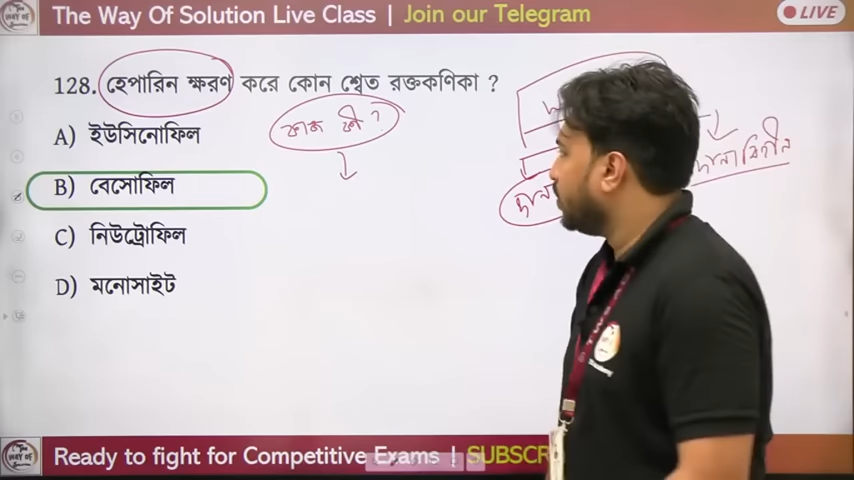 The Way Of Solution Live Class | Join our Telegram
LIVE
128. হেপারিন ক্ষরণ করে কোন শ্বেত রক্তকণিকা ?
কাজ কী ?
A) ইউসিনোফিল
দানাবিহীন
B) বেসোফিল
C) নিউট্রোফিল
D) মনোসাইট
Ready to fight for Competitive Exams | SUBSCR